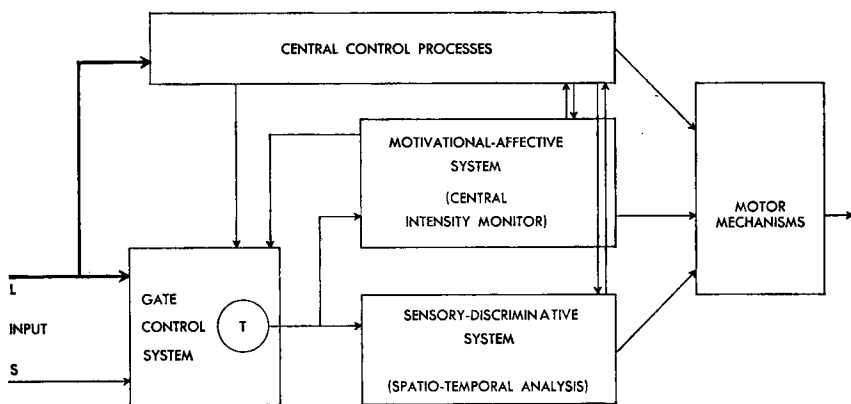 CENTRAL CONTROL PROCESSES
MOTIVATIONAL-AFFECTIVE
SYSTEM
(CENTRAL
INTENSITY MONITOR)
MOTOR
MECHANISMS
L
INPUT
S
GATE
CONTROL
SYSTEM
T
SENSORY-DISCRIMINATIVE
SYSTEM
(SPATIO-TEMPORAL ANALYSIS)